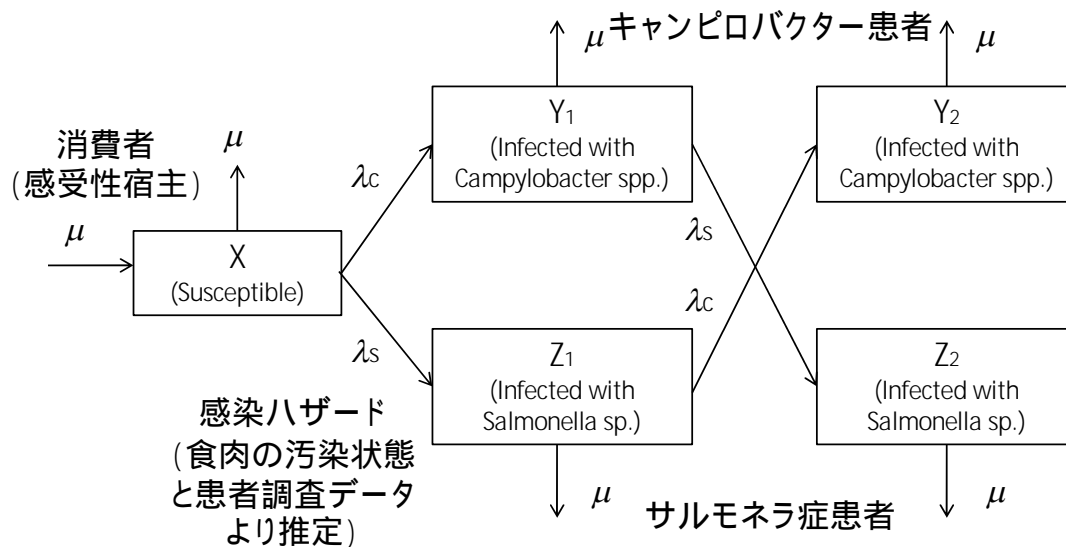 μ キャンピロバクター患者 μ
消費者
(感受性宿主)
μ
μ
X
(Susceptible)
λC
λS
Y1
(Infected with
Campylobacter spp.)
Y2
(Infected with
Campylobacter spp.)
λS
λC
Z1
(Infected with
Salmonella sp.)
Z2
(Infected with
Salmonella sp.)
感染ハザード
(食肉の汚染状態
と患者調査データ
より推定)
μ サルモネラ症患者 μ